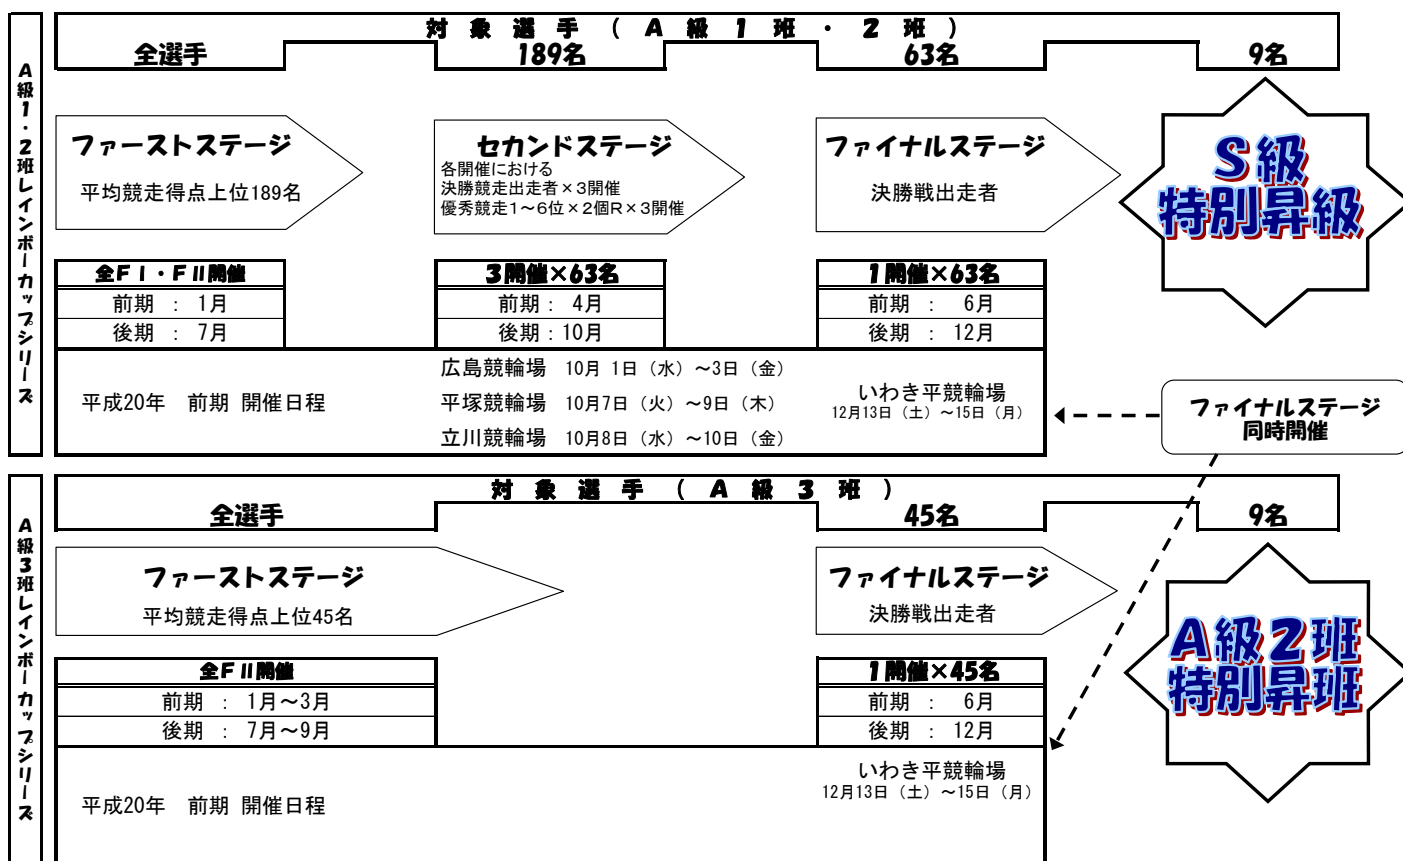 A級1・2班レインボーカップシリーズ
対象選手(A級1班・2班)
全選手
189名
63名
9名
ファーストステージ
平均競走得点上位189名
セカンドステージ
各開催における
決勝競走出走者×3開催
優秀競走1～6位×2個R×3開催
ファイナルステージ
決勝戦出走者
S級
特別昇級
全FⅠ・FⅡ開催
前期 : 1月
後期 : 7月
3開催×63名
前期 : 4月
後期 : 10月
1開催×63名
前期 : 6月
後期 : 12月
平成20年 前期 開催日程
広島競輪場 10月 1日(水)～3日(金)
平塚競輪場 10月7日(火)～9日(木)
立川競輪場 10月8日(水)～10日(金)
いわき平競輪場
12月13日(土)～15日(月)
ファイナルステージ
同時開催
A級3班レインボーカップシリーズ
対象選手(A級3班)
全選手
45名
9名
ファーストステージ
平均競走得点上位45名
ファイナルステージ
決勝戦出走者
A級2班
特別昇班
全FⅡ開催
前期 : 1月～3月
後期 : 7月～9月
1開催×45名
前期 : 6月
後期 : 12月
平成20年 前期 開催日程
いわき平競輪場
12月13日(土)～15日(月)